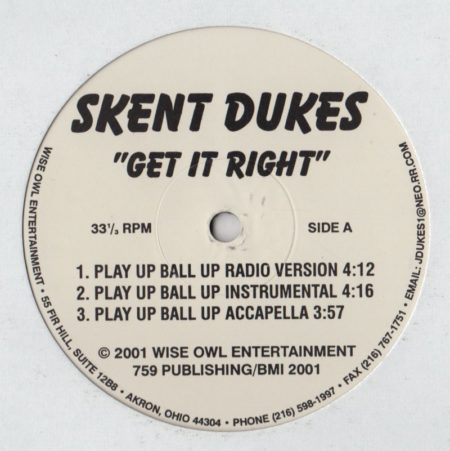 SKENT DUKES
"GET IT RIGHT"
33⅓ RPM
SIDE A
1. PLAY UP BALL UP RADIO VERSION 4:12
2. PLAY UP BALL UP INSTRUMENTAL 4:16
3. PLAY UP BALL UP ACCAPELLA 3:57
© 2001 WISE OWL ENTERTAINMENT
759 PUBLISHING/BMI 2001
WISE OWL ENTERTAINMENT • 55 FIR HILL, SUITE 12B8 • AKRON, OHIO 44304 • PHONE (216) 598-1997 • FAX (216) 767-1751 • EMAIL: JDUKES1@NEO.RR.COM